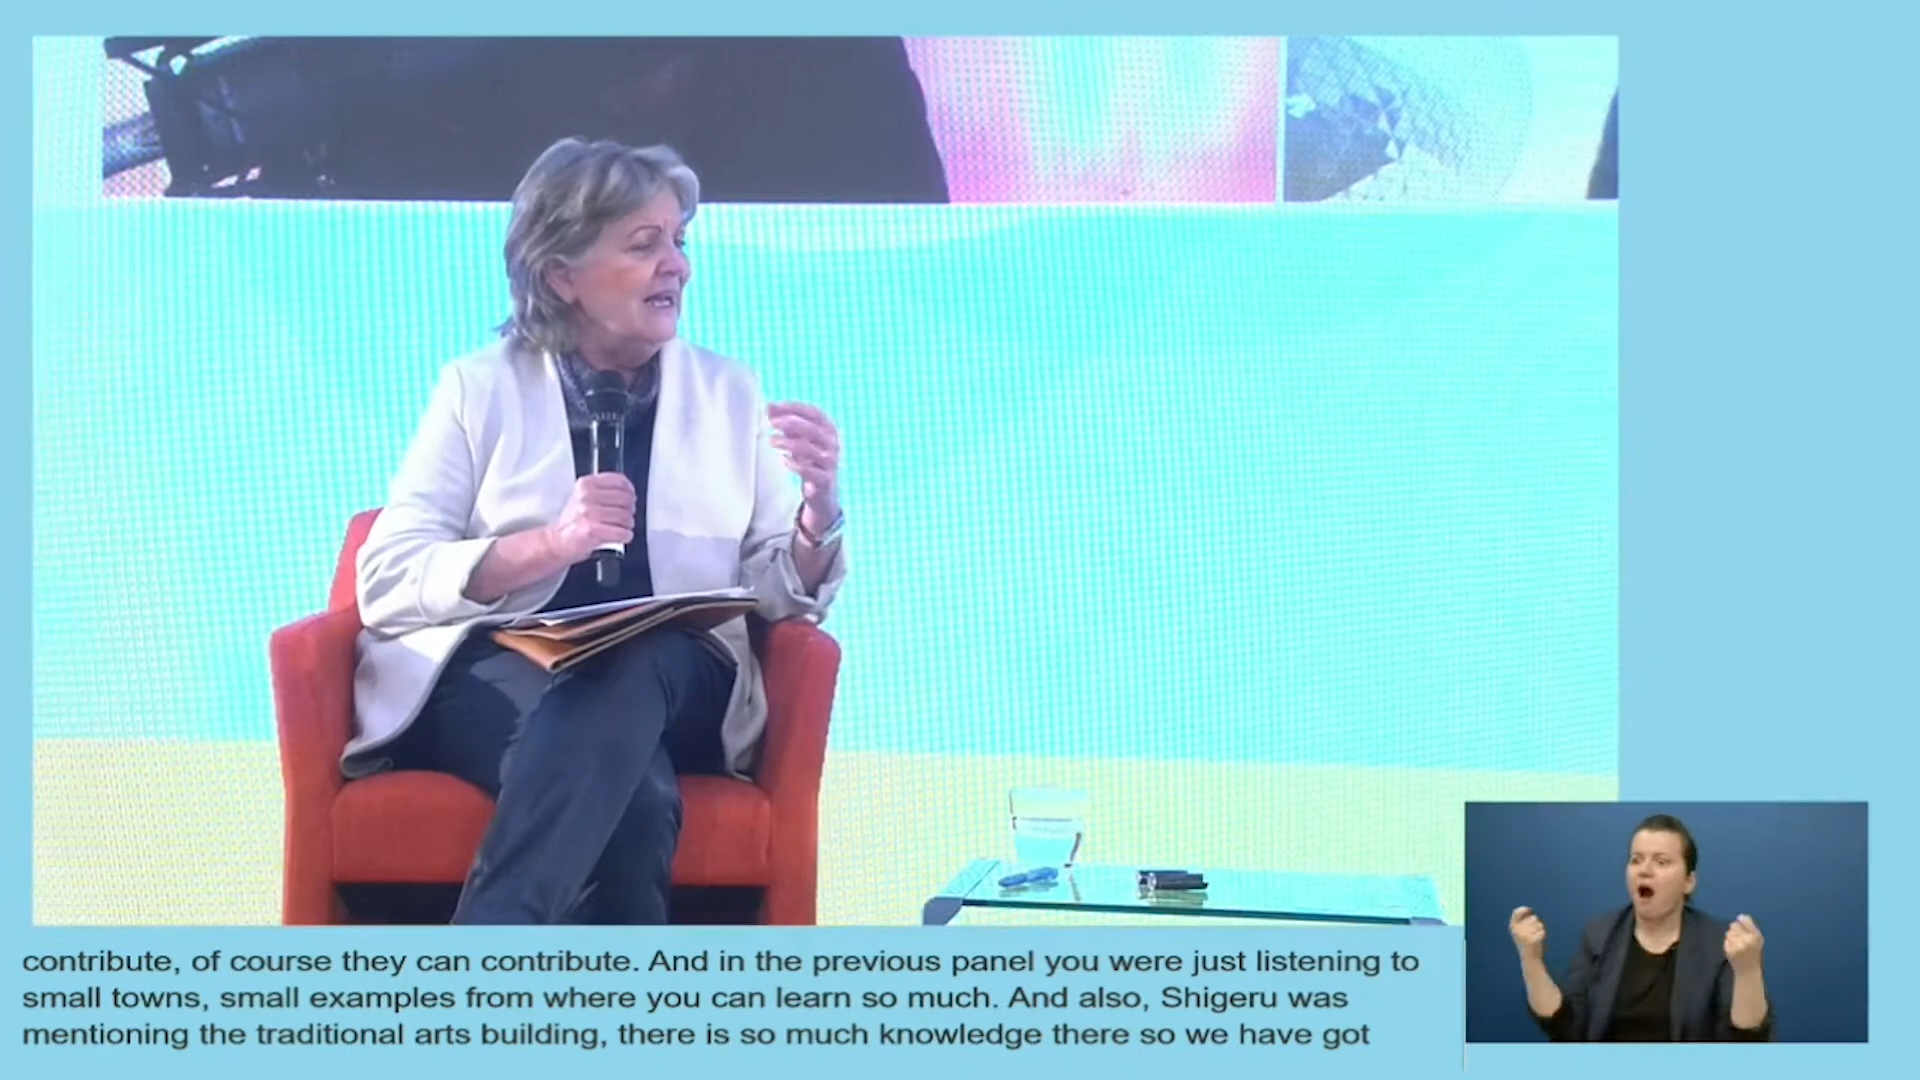 contribute, of course they can contribute. And in the previous panel you were just listening to
small towns, small examples from where you can learn so much. And also, Shigeru was
mentioning the traditional arts building, there is so much knowledge there so we have got